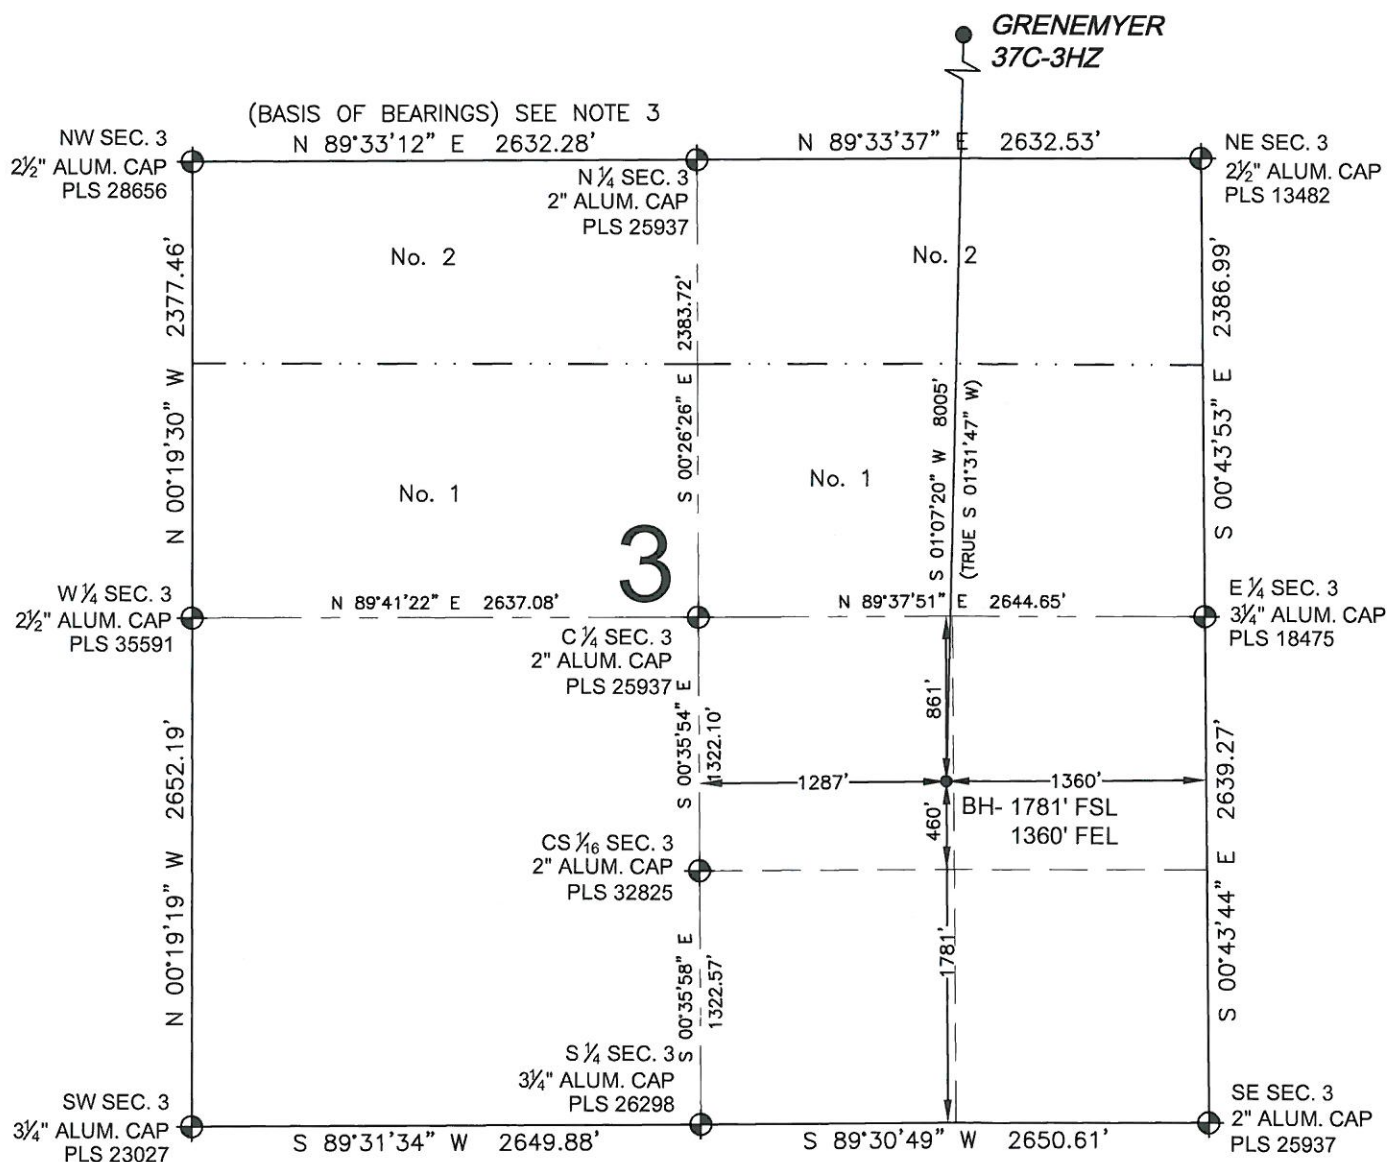 GRENEMYER
37C-3HZ
(BASIS OF BEARINGS) SEE NOTE 3
N 89°33'12" E 2632.28'
N 89°33'37" E 2632.53'
NW SEC. 3
2½" ALUM. CAP
PLS 28656
N ¼ SEC. 3
2" ALUM. CAP
PLS 25937
NE SEC. 3
2½" ALUM. CAP
PLS 13482
No. 2
No. 2
N 00°19'30" W 2377.46'
S 00°26'26" E 2383.72'
S 01°07'20" W 8005'
(TRUE S 01°31'47" W)
S 00°43'53" E 2386.99'
No. 1
No. 1
3
W ¼ SEC. 3
2½" ALUM. CAP
PLS 35591
N 89°41'22" E 2637.08'
N 89°37'51" E 2644.65'
C ¼ SEC. 3
2" ALUM. CAP
PLS 25937
E ¼ SEC. 3
3¼" ALUM. CAP
PLS 18475
N 00°19'19" W 2652.19'
S 00°35'54" E
1322.10'
861'
1287'
1360'
BH- 1781' FSL
1360' FEL
460'
S 00°43'44" E 2639.27'
CS 1⁄16 SEC. 3
2" ALUM. CAP
PLS 32825
S 00°35'58" E
1322.57'
1781'
S ¼ SEC. 3
3¼" ALUM. CAP
PLS 26298
SW SEC. 3
3¼" ALUM. CAP
PLS 23027
S 89°31'34" W 2649.88'
S 89°30'49" W 2650.61'
SE SEC. 3
2" ALUM. CAP
PLS 25937